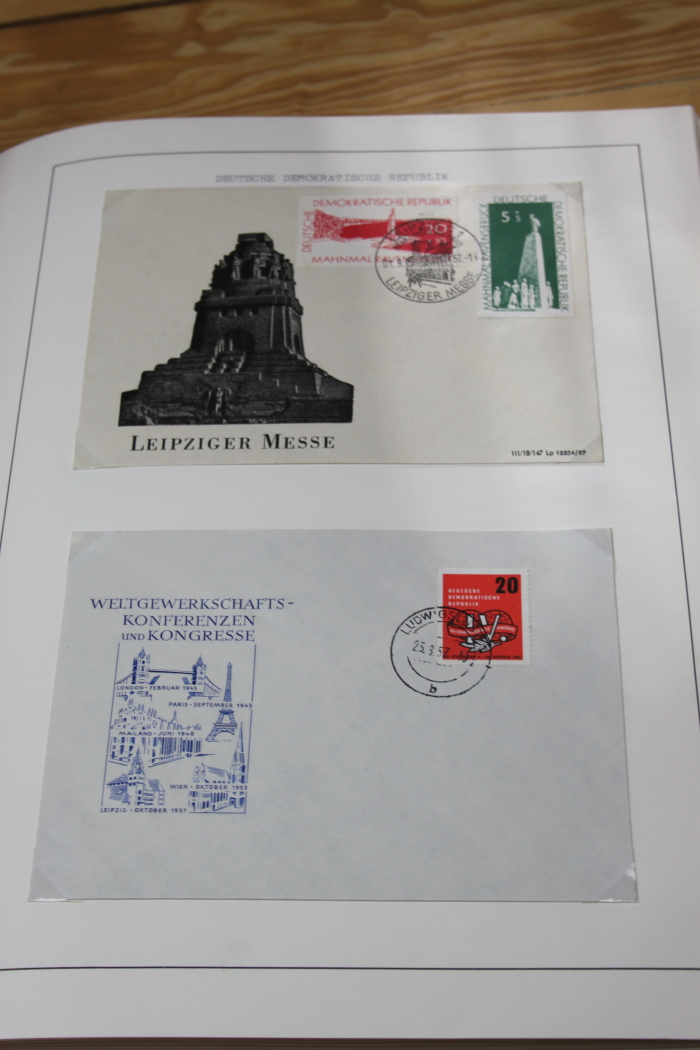 DEUTSCHE DEMOKRATISCHE REPUBLIK
DEUTSCHE
DEMOKRATISCHE REPUBLIK
20
MAHNMAL
LEIPZIGER MESSE
DEUTSCHE
DEMOKRATISCHE REPUBLIK
5
MAHNMAL RAVENSBRÜCK
LEIPZIGER MESSE
III/18/147 Lp
WELTGEWERKSCHAFTS-
KONFERENZEN
UND KONGRESSE
LONDON - FEBRUAR 1945
PARIS - SEPTEMBER 1945
MAILAND - JUNI 1949
WIEN - OKTOBER 1953
LEIPZIG - OKTOBER 1957
20
DEUTSCHE
DEMOKRATISCHE
REPUBLIK
b